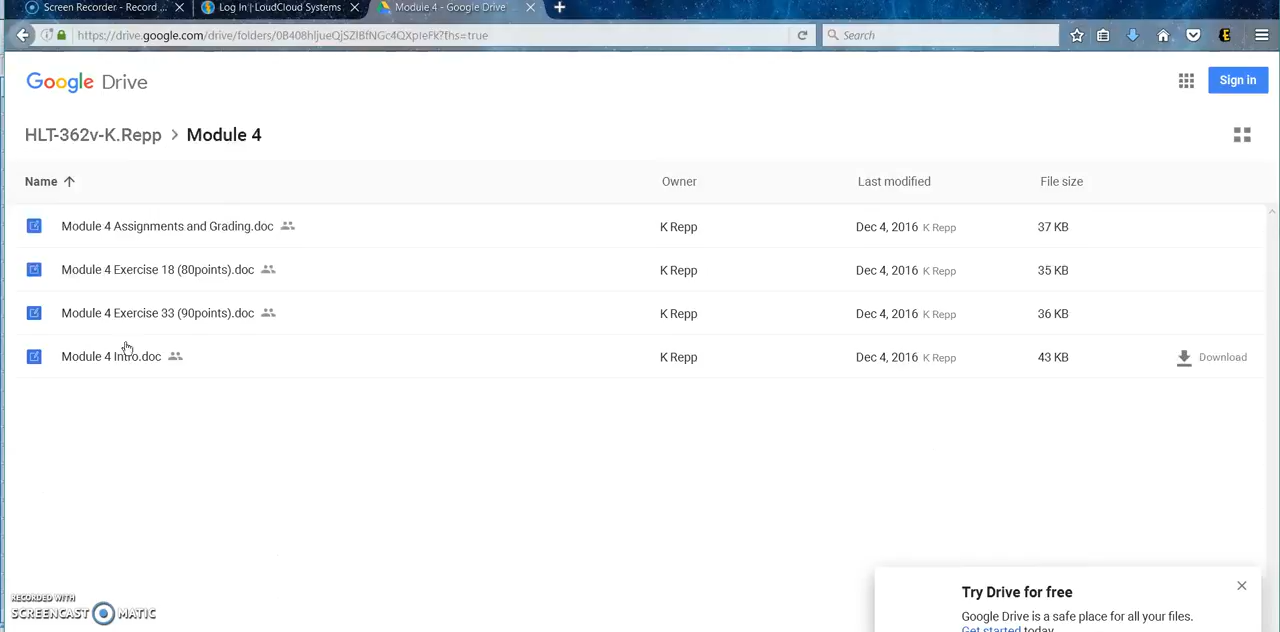 Screen Recorder - Record ...
Log In | LoudCloud Systems
Module 4 - Google Drive
https://drive.google.com/drive/folders/0B408hIjueQjSZlBfNGc4QXpIeFk?ths=true
Search
Google Drive
Sign in
HLT-362v-K.Repp > Module 4
Name
Owner
Last modified
File size
Module 4 Assignments and Grading.doc
K Repp
Dec 4, 2016 K Repp
37 KB
Module 4 Exercise 18 (80points).doc
K Repp
Dec 4, 2016 K Repp
35 KB
Module 4 Exercise 33 (90points).doc
K Repp
Dec 4, 2016 K Repp
36 KB
Module 4 Intro.doc
K Repp
Dec 4, 2016 K Repp
43 KB
Download
Try Drive for free
Google Drive is a safe place for all your files.
Get started today
RECORDED WITH
SCREENCAST MATIC